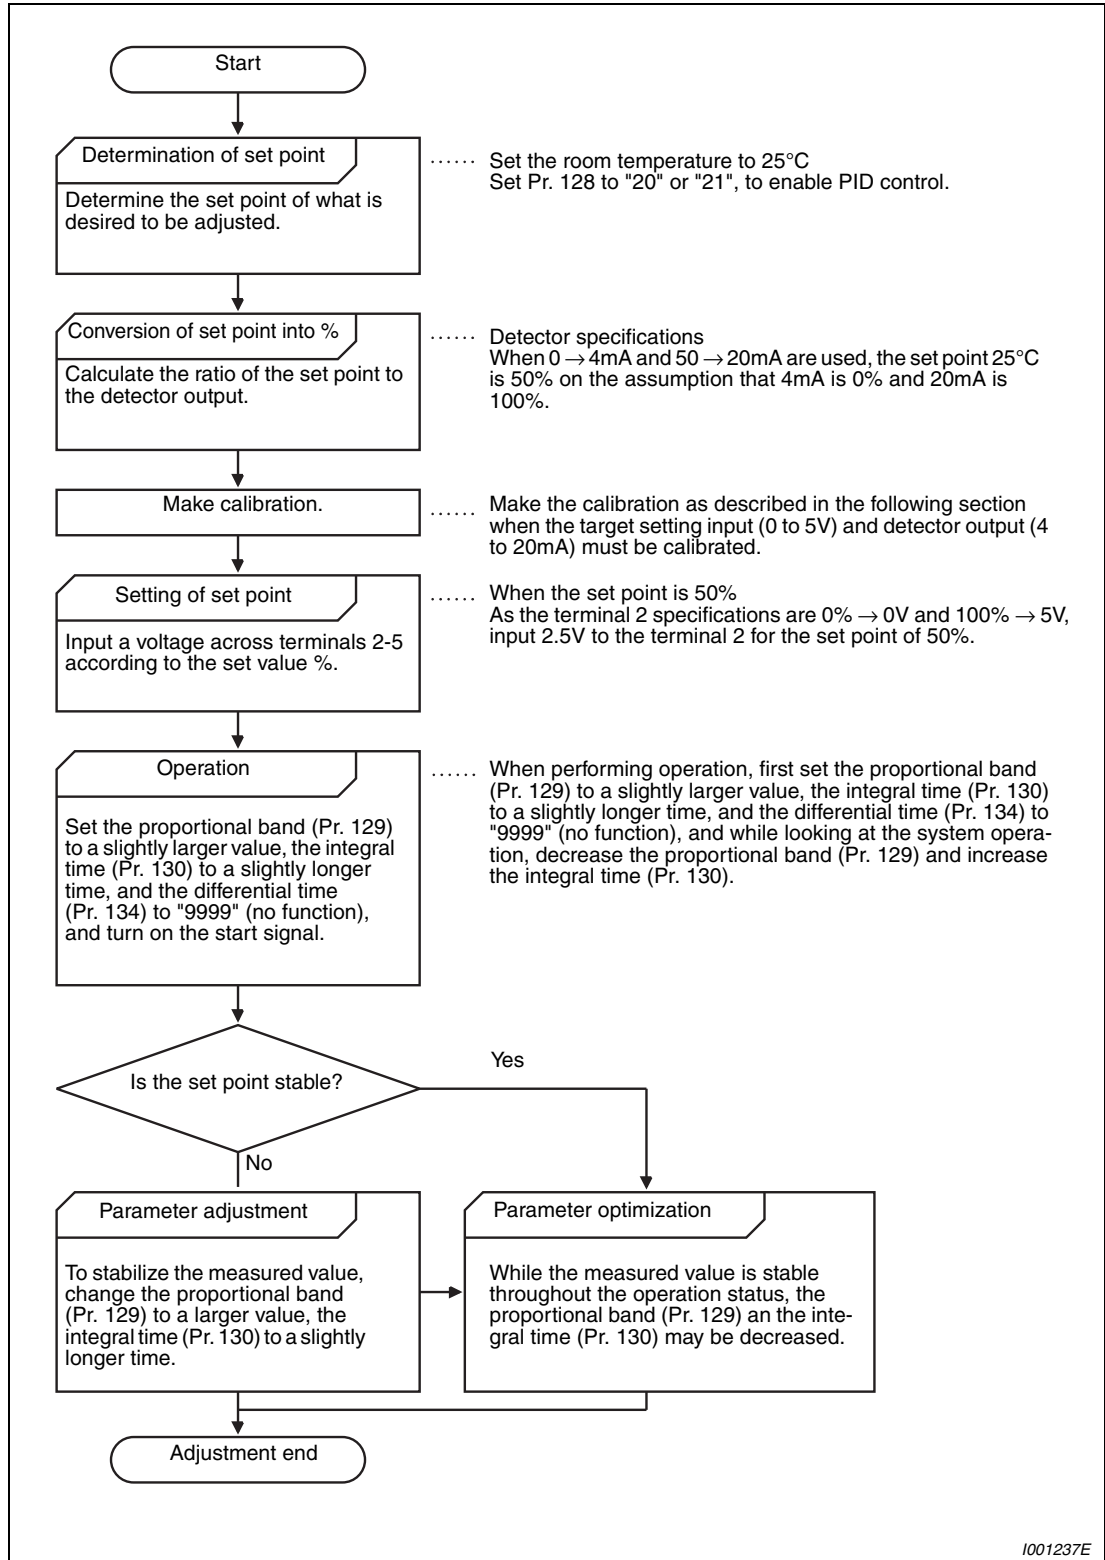 Start
Determination of set point
Determine the set point of what is
desired to be adjusted.
...... Set the room temperature to 25°C
Set Pr. 128 to "20" or "21", to enable PID control.
Conversion of set point into %
Calculate the ratio of the set point to
the detector output.
...... Detector specifications
When 0 → 4mA and 50 → 20mA are used, the set point 25°C
is 50% on the assumption that 4mA is 0% and 20mA is
100%.
Make calibration.
...... Make the calibration as described in the following section
when the target setting input (0 to 5V) and detector output (4
to 20mA) must be calibrated.
Setting of set point
Input a voltage across terminals 2-5
according to the set value %.
...... When the set point is 50%
As the terminal 2 specifications are 0% → 0V and 100% → 5V,
input 2.5V to the terminal 2 for the set point of 50%.
Operation
Set the proportional band (Pr. 129)
to a slightly larger value, the integral
time (Pr. 130) to a slightly longer
time, and the differential time
(Pr. 134) to "9999" (no function),
and turn on the start signal.
...... When performing operation, first set the proportional band
(Pr. 129) to a slightly larger value, the integral time (Pr. 130)
to a slightly longer time, and the differential time (Pr. 134) to
"9999" (no function), and while looking at the system opera-
tion, decrease the proportional band (Pr. 129) and increase
the integral time (Pr. 130).
Is the set point stable?
Yes
No
Parameter adjustment
To stabilize the measured value,
change the proportional band
(Pr. 129) to a larger value, the
integral time (Pr. 130) to a slightly
longer time.
Parameter optimization
While the measured value is stable
throughout the operation status, the
proportional band (Pr. 129) an the inte-
gral time (Pr. 130) may be decreased.
Adjustment end
I001237E